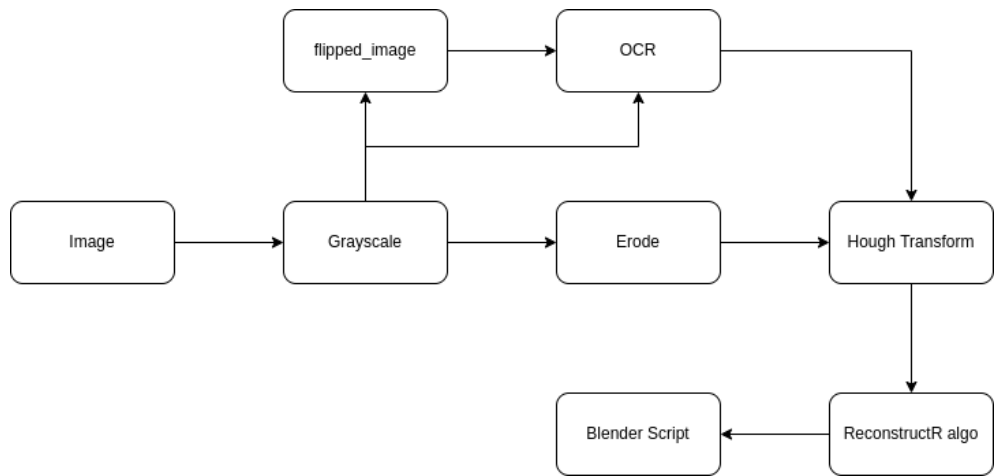 flipped_image
OCR
Image
Grayscale
Erode
Hough Transform
Blender Script
ReconstructR algo